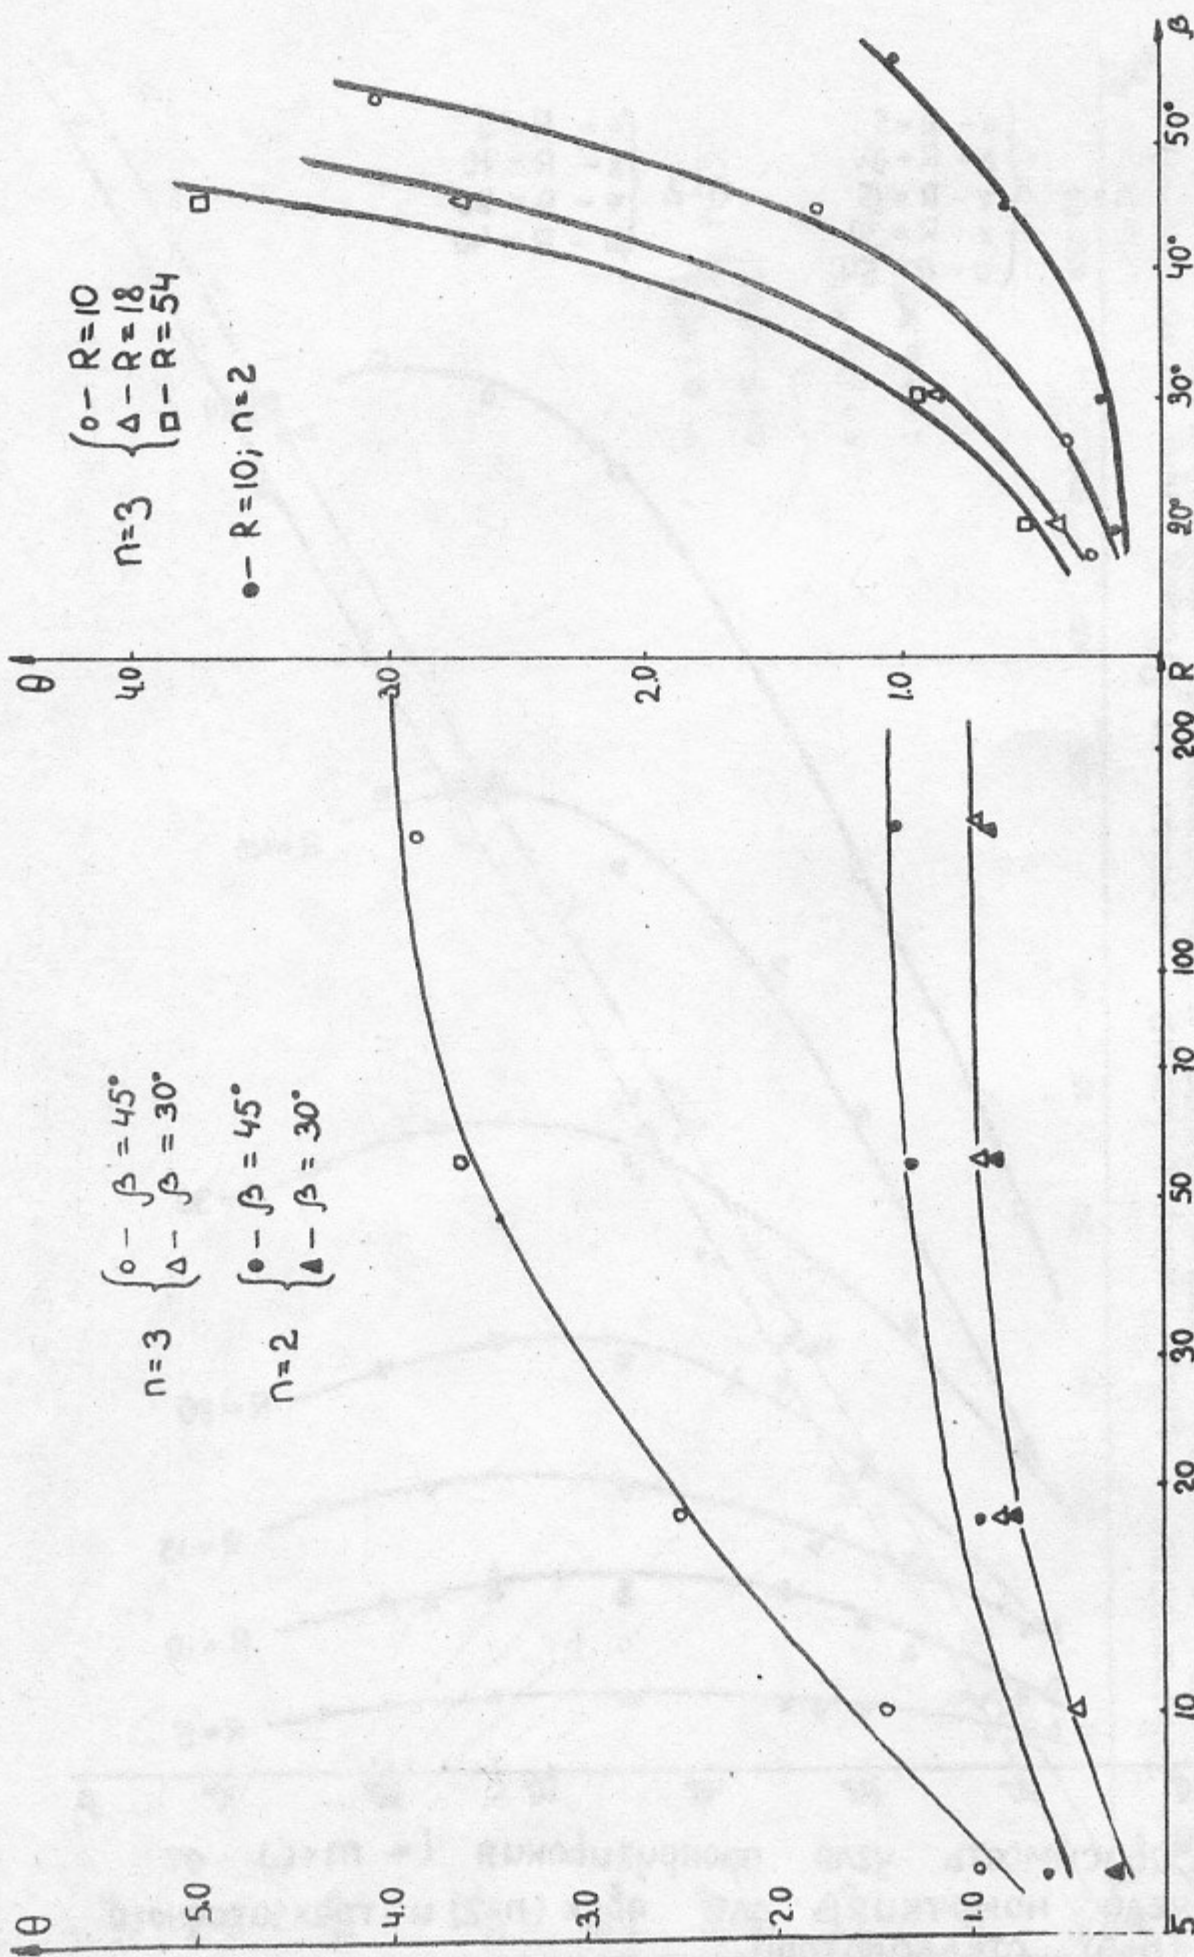 θ
5.0
4.0
3.0
2.0
1.0
n=3 { o – β = 45°
Δ – β = 30°
n=2 { ● – β = 45°
▲ – β = 30°
5 10 20 30 50 70 100 200 R
θ
4.0
3.0
2.0
1.0
n=3 { o – R=10
Δ – R=18
□ – R=54
● – R=10; n=2
20° 30° 40° 50° β